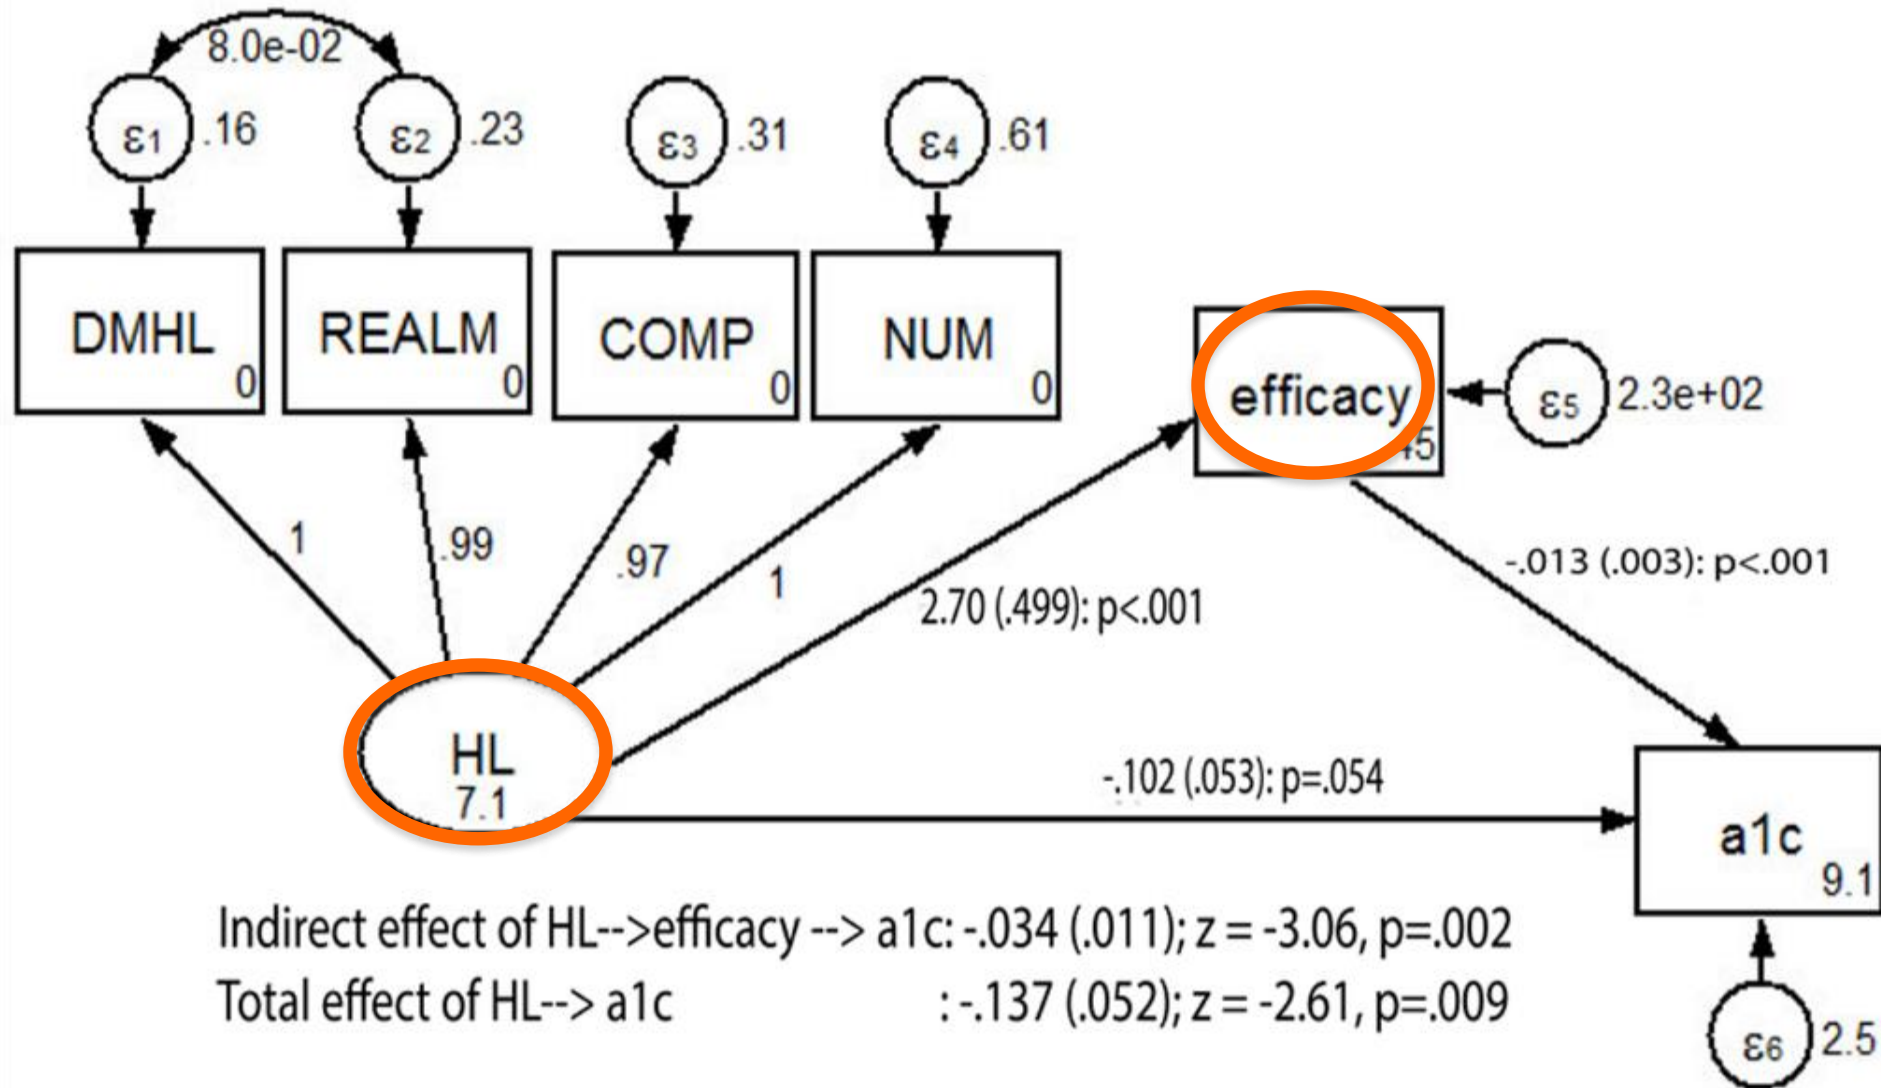 8.0e-02
ε1 .16
ε2 .23
ε3 .31
ε4 .61
DMHL 0
REALM 0
COMP 0
NUM 0
efficacy
ε5 2.3e+02
1
.99
.97
1
2.70 (.499): p<.001
-.013 (.003): p<.001
HL
7.1
-.102 (.053): p=.054
a1c
9.1
Indirect effect of HL-->efficacy --> a1c: -.034 (.011); z = -3.06, p=.002
Total effect of HL--> a1c : -.137 (.052); z = -2.61, p=.009
ε6 2.5